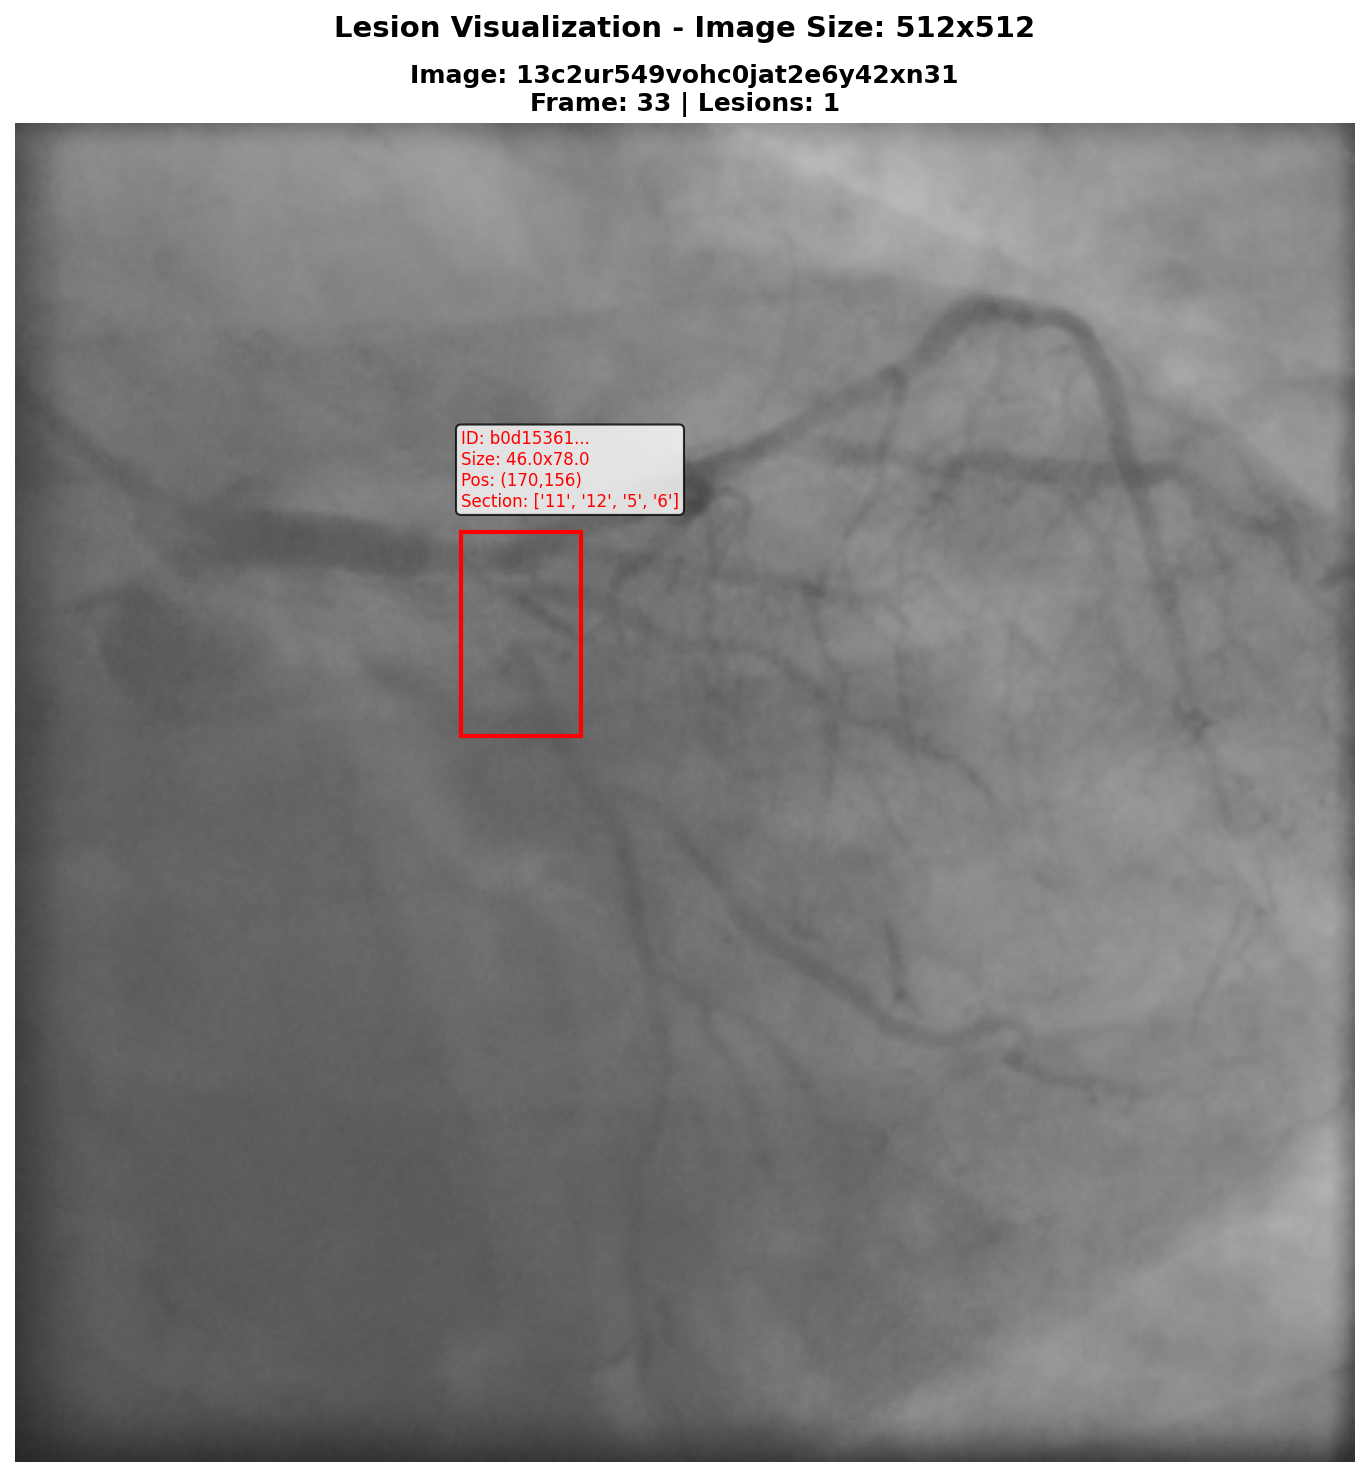 Lesion Visualization - Image Size: 512x512
Image: 13c2ur549vohc0jat2e6y42xn31
Frame: 33 | Lesions: 1
ID: b0d15361...
Size: 46.0x78.0
Pos: (170,156)
Section: ['11', '12', '5', '6']